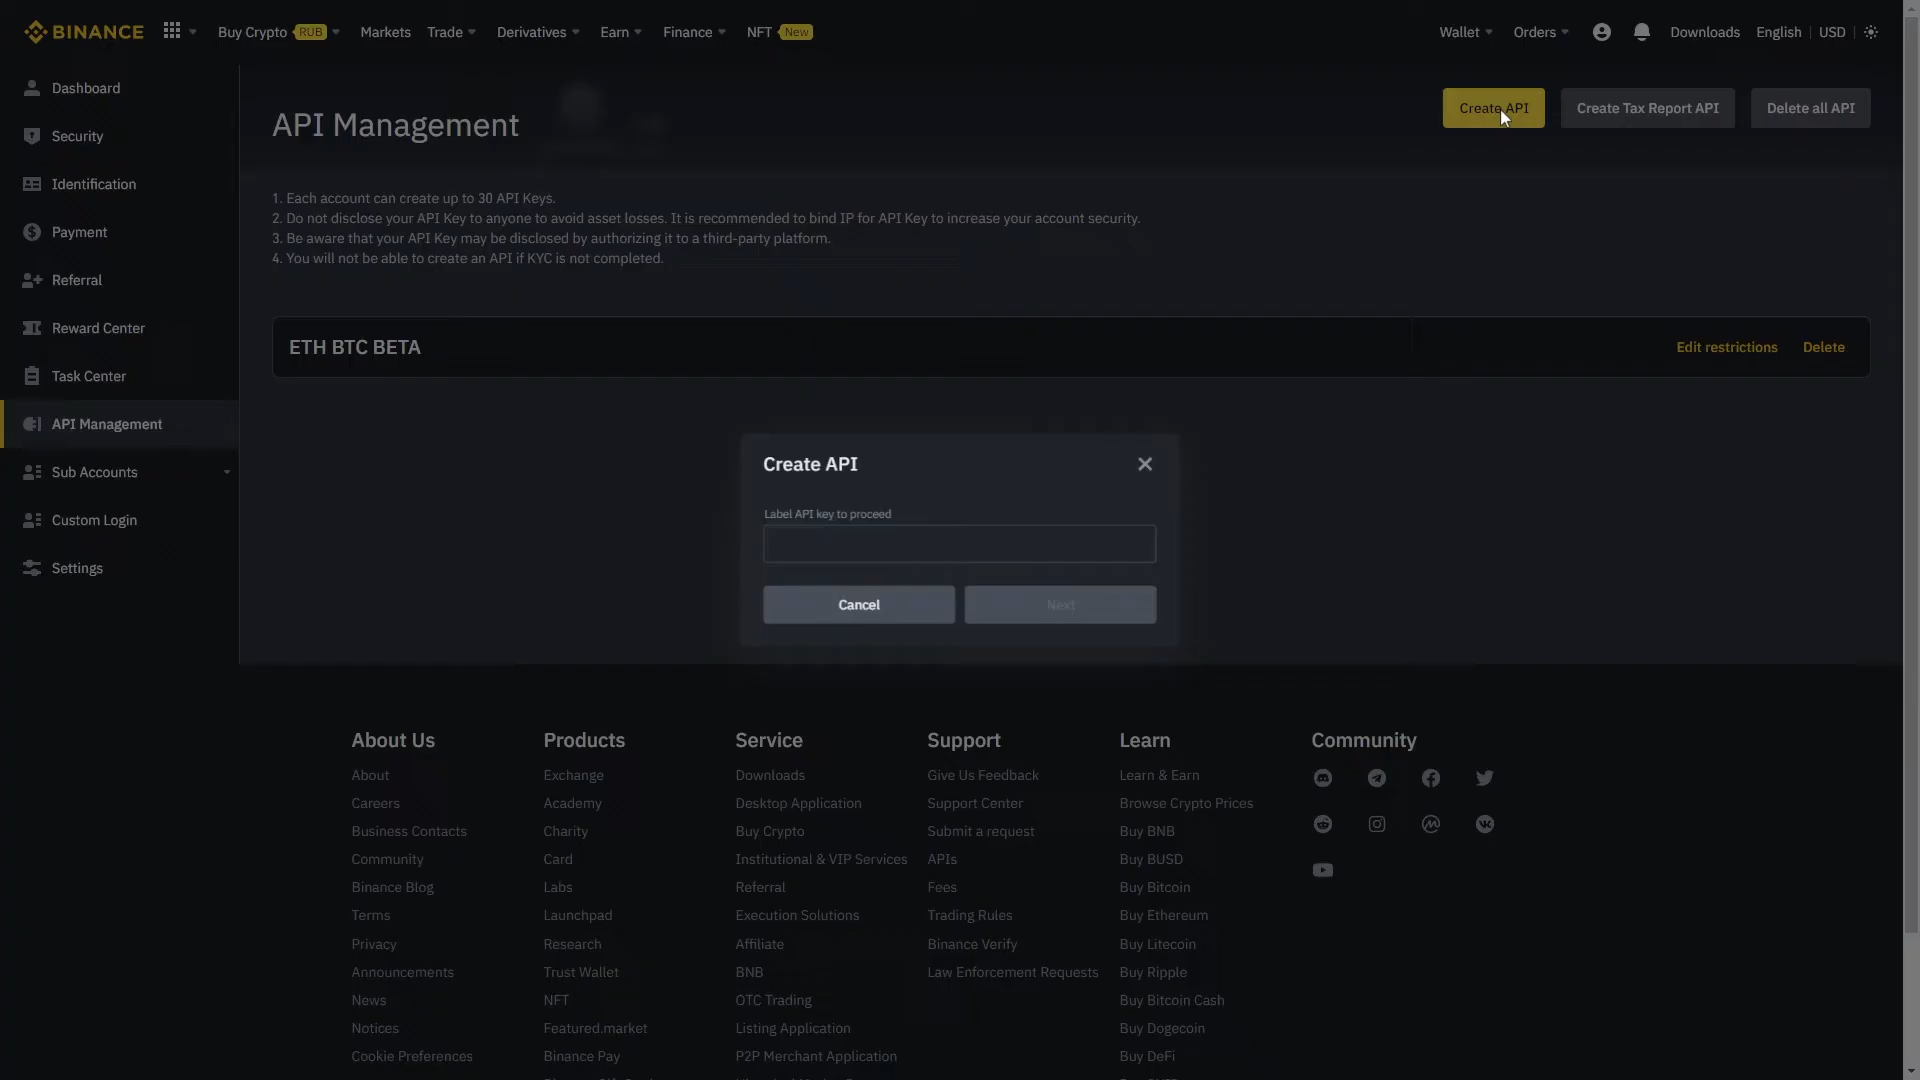 BINANCE
Buy Crypto RUB
Markets
Trade
Derivatives
Earn
Finance
NFT New
Wallet
Orders
Downloads
English | USD
Dashboard
Security
Identification
Payment
Referral
Reward Center
Task Center
API Management
Sub Accounts
Custom Login
Settings
API Management
Create API
Create Tax Report API
Delete all API
1. Each account can create up to 30 API Keys.
2. Do not disclose your API Key to anyone to avoid asset losses. It is recommended to bind IP for API Key to increase your account security.
3. Be aware that your API Key may be disclosed by authorizing it to a third-party platform.
4. You will not be able to create an API if KYC is not completed.
ETH BTC BETA
Edit restrictions
Delete
Create API
Label API key to proceed
Cancel
Next
About Us
About
Careers
Business Contacts
Community
Binance Blog
Terms
Privacy
Announcements
News
Notices
Cookie Preferences
Products
Exchange
Academy
Charity
Card
Labs
Launchpad
Research
Trust Wallet
NFT
Featured.market
Binance Pay
Service
Downloads
Desktop Application
Buy Crypto
Institutional & VIP Services
Referral
Execution Solutions
Affiliate
BNB
OTC Trading
Listing Application
P2P Merchant Application
Support
Give Us Feedback
Support Center
Submit a request
APIs
Fees
Trading Rules
Binance Verify
Law Enforcement Requests
Learn
Learn & Earn
Browse Crypto Prices
Buy BNB
Buy BUSD
Buy Bitcoin
Buy Ethereum
Buy Litecoin
Buy Ripple
Buy Bitcoin Cash
Buy Dogecoin
Buy DeFi
Community